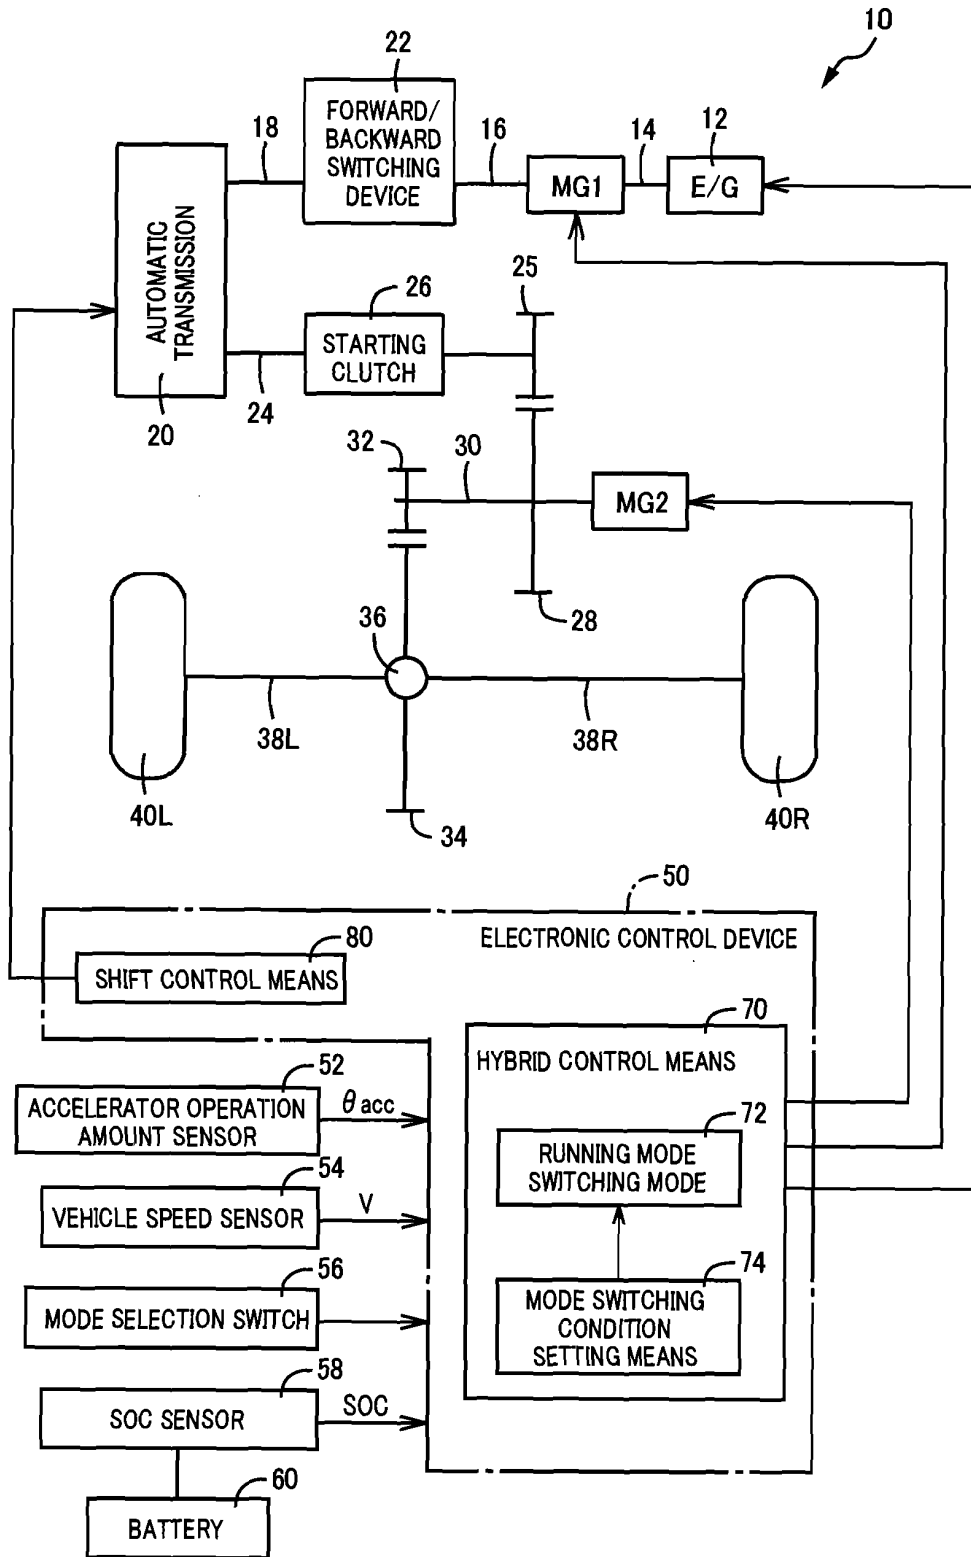 10
22
FORWARD/
BACKWARD
SWITCHING
DEVICE
18
16
14
12
MG1
E/G
AUTOMATIC
TRANSMISSION
20
26
STARTING
CLUTCH
24
25
32
30
MG2
28
36
38L
38R
40L
40R
34
50
ELECTRONIC CONTROL DEVICE
80
SHIFT CONTROL MEANS
70
HYBRID CONTROL MEANS
72
RUNNING MODE
SWITCHING MODE
74
MODE SWITCHING
CONDITION
SETTING MEANS
52
ACCELERATOR OPERATION
AMOUNT SENSOR
θacc
54
VEHICLE SPEED SENSOR
V
56
MODE SELECTION SWITCH
58
SOC SENSOR
SOC
60
BATTERY